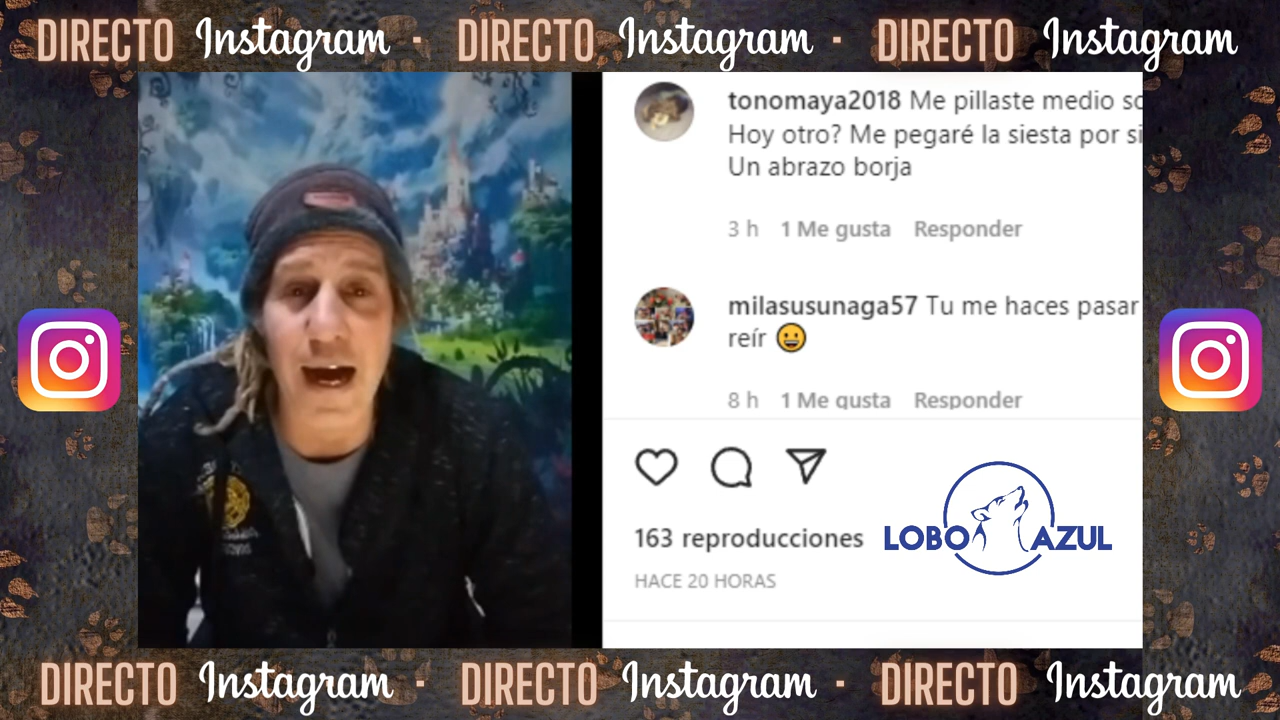 DIRECTO Instagram · DIRECTO Instagram · DIRECTO Instagram
tonomaya2018 Me pillaste medio
Hoy otro? Me pegaré la siesta por si
Un abrazo borja
3 h 1 Me gusta Responder
milasusunaga57 Tu me haces pasar
reír 😀
8 h 1 Me gusta Responder
163 reproducciones
LOBO AZUL
HACE 20 HORAS
DIRECTO Instagram · DIRECTO Instagram · DIRECTO Instagram